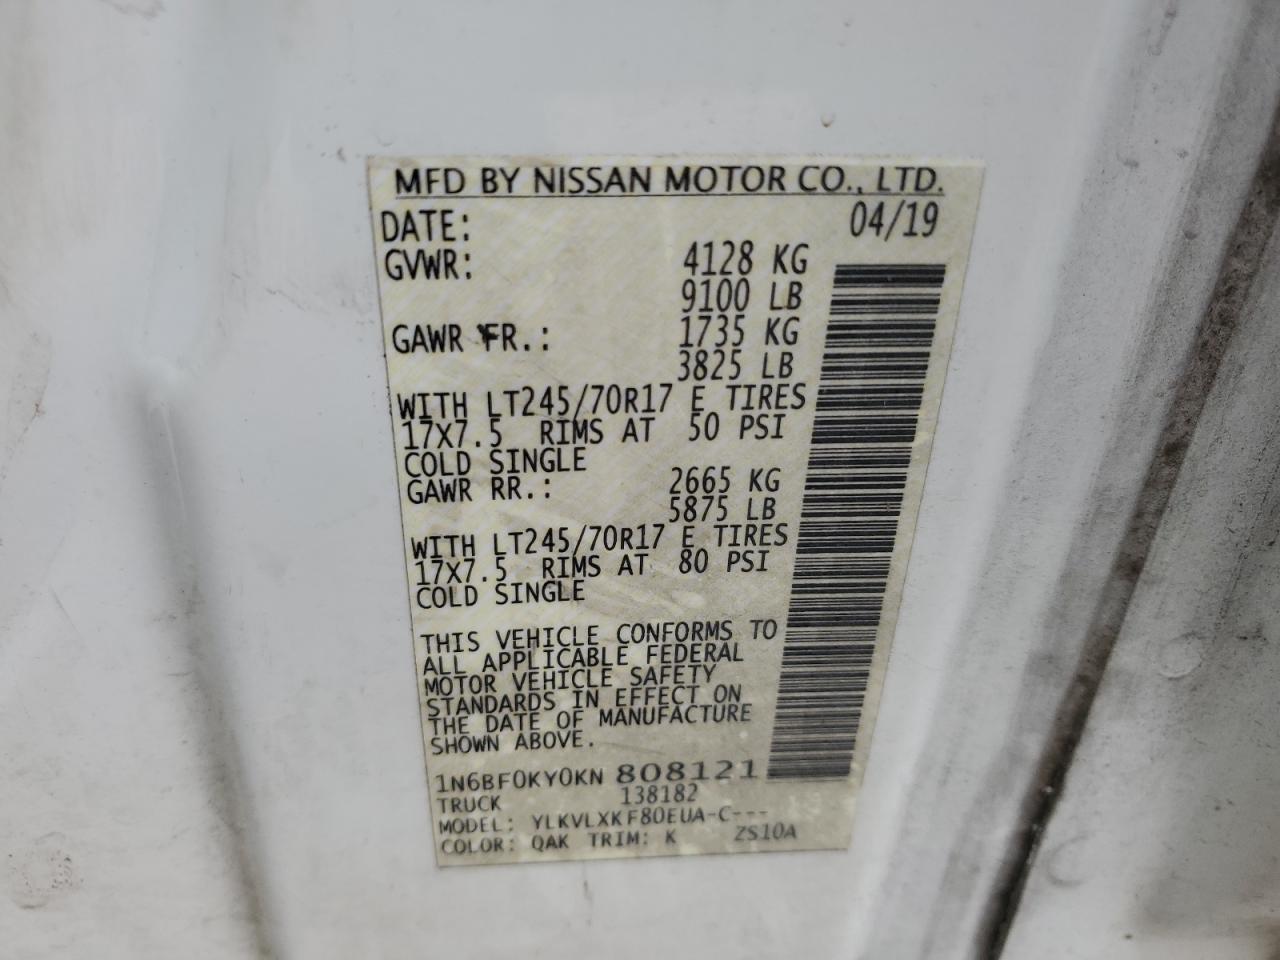 MFD BY NISSAN MOTOR CO., LTD.
DATE: 04/19
GVWR: 4128 KG
9100 LB
GAWR FR.: 1735 KG
3825 LB
WITH LT245/70R17 E TIRES
17X7.5 RIMS AT 50 PSI
COLD SINGLE
GAWR RR.: 2665 KG
5875 LB
WITH LT245/70R17 E TIRES
17X7.5 RIMS AT 80 PSI
COLD SINGLE
THIS VEHICLE CONFORMS TO
ALL APPLICABLE FEDERAL
MOTOR VEHICLE SAFETY
STANDARDS IN EFFECT ON
THE DATE OF MANUFACTURE
SHOWN ABOVE.
1N6BF0KY0KN 808121
TRUCK 138182
MODEL: YLKVLXKF80EUA-C---
COLOR: QAK TRIM: K ZS10A